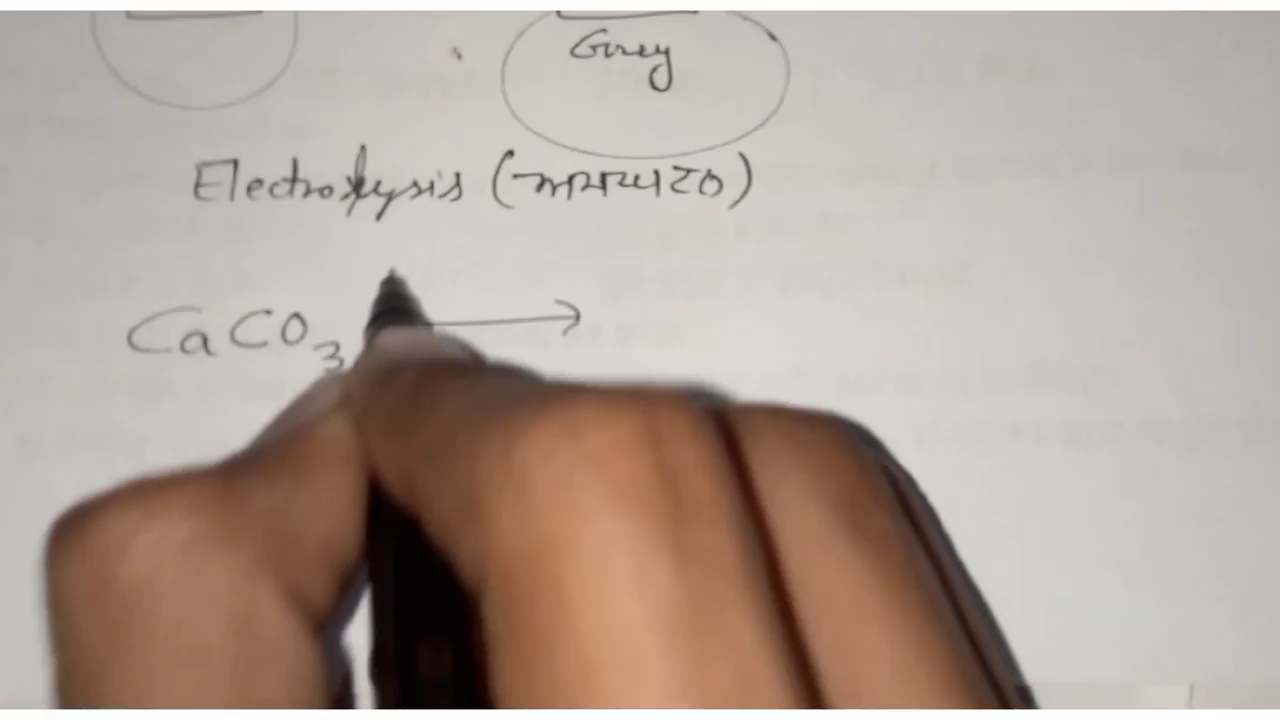 Grey
Electrolysis (
CaCO₃ →